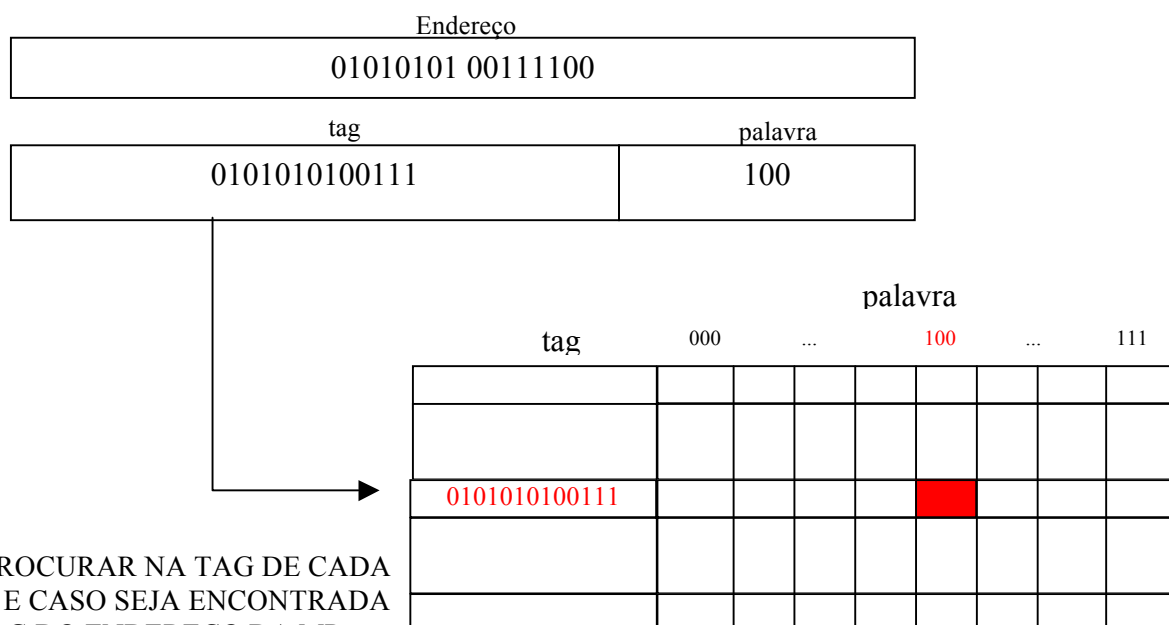 Endereço
01010101 00111100
tag palavra
0101010100111 100
palavra
tag 000 ... 100 ... 111
0101010100111
NA TAG DE CADA
E CASO SEJA ENCONTRADA